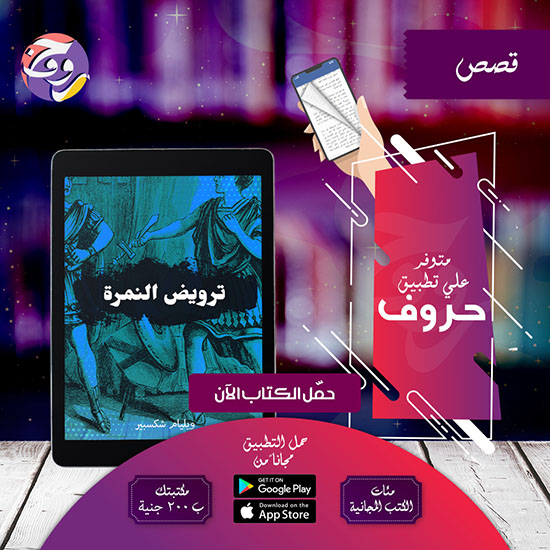 قصص
متوفر
علي تطبيق
حروف
ترويض النمرة
ويليام شكسبير
حمّل الكتاب الآن
حمل التطبيق
مجاناً من
مئات
الكتب المجانية
GET IT ON
Google Play
Download on the
App Store
مكتبتك
ب ٢٠٠ جنية